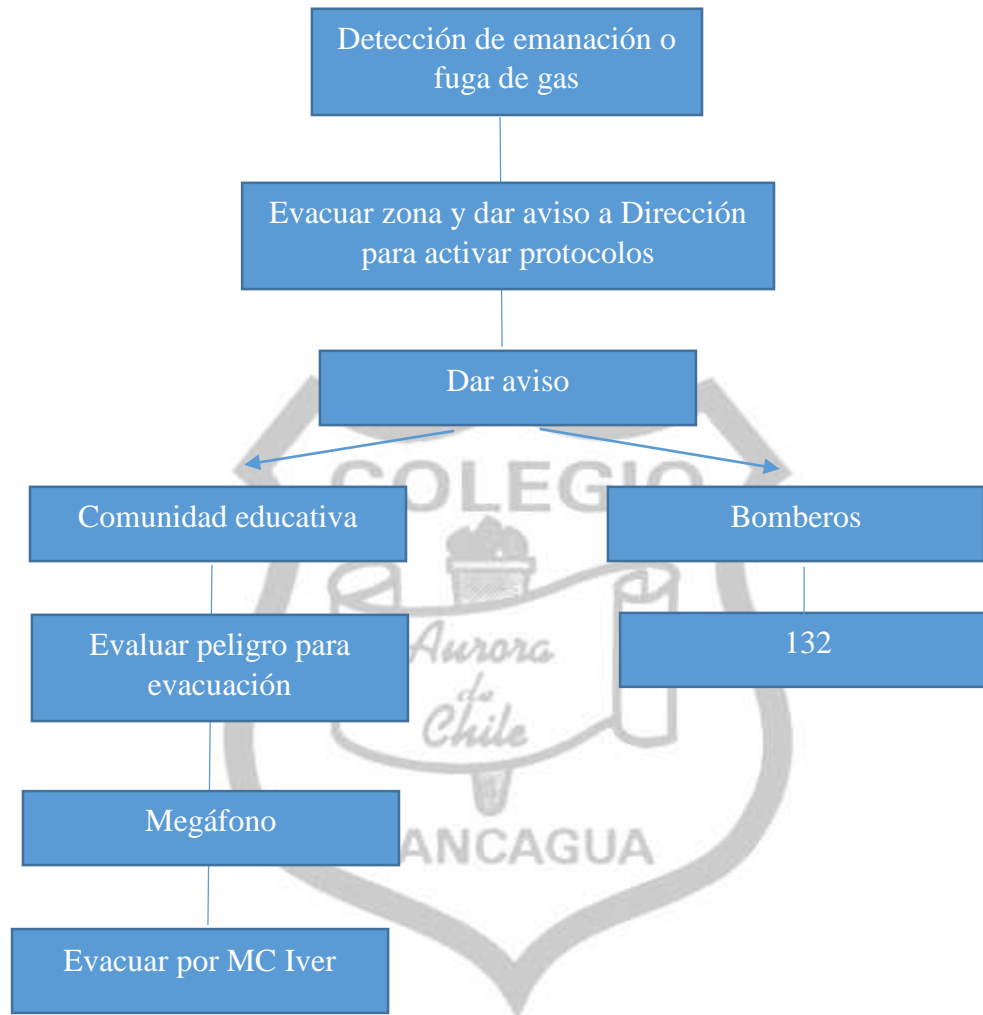 Detección de emanación o
fuga de gas
Evacuar zona y dar aviso a Dirección
para activar protocolos
Dar aviso
COLEGIO
Comunidad educativa
Bomberos
Aurora
de
Chile
Evaluar peligro para
evacuación
132
Megáfono
ANCAGUA
Evacuar por MC Iver